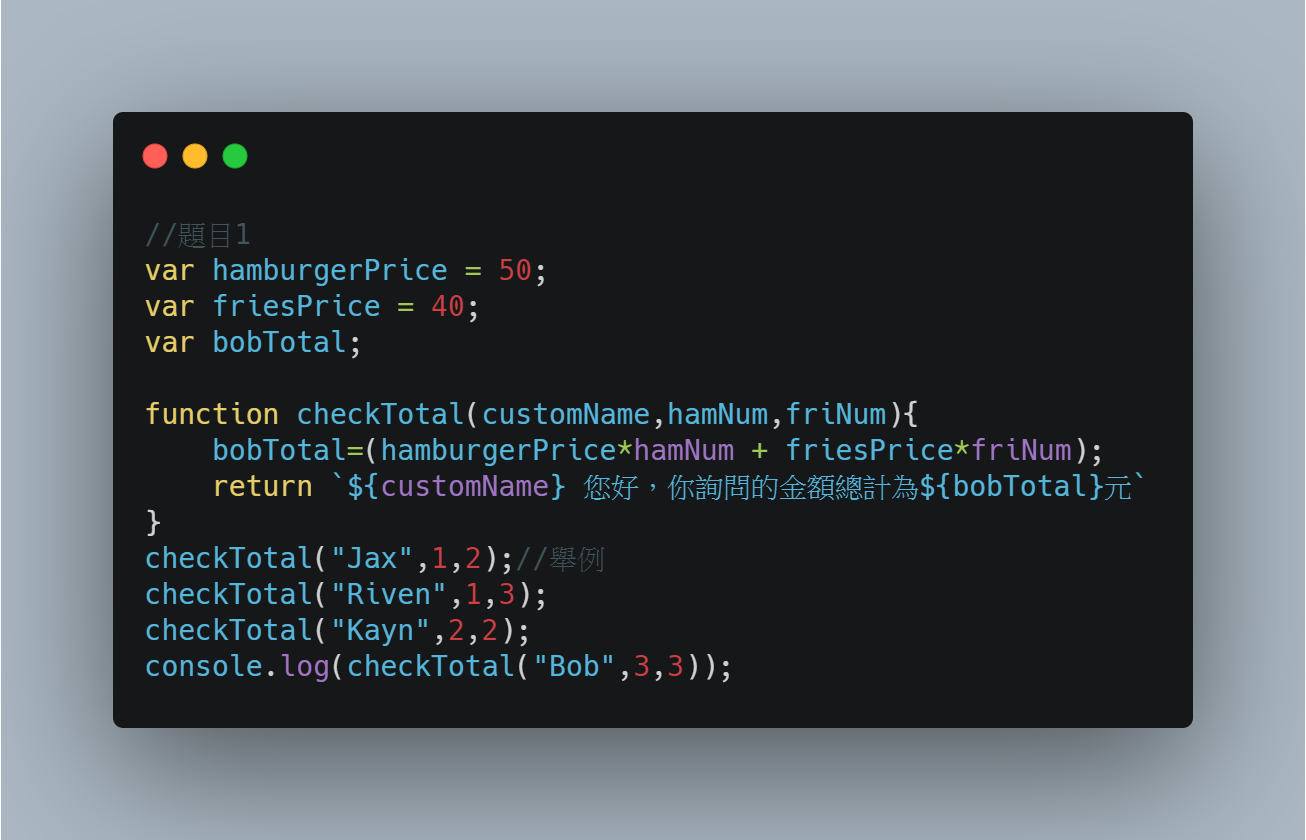 //題目1
var hamburgerPrice = 50;
var friesPrice = 40;
var bobTotal;
function checkTotal(customName,hamNum,friNum){
    bobTotal=(hamburgerPrice*hamNum + friesPrice*friNum);
    return `${customName} 您好，你詢問的金額總計為${bobTotal}元`
}
checkTotal("Jax",1,2);//舉例
checkTotal("Riven",1,3);
checkTotal("Kayn",2,2);
console.log(checkTotal("Bob",3,3));